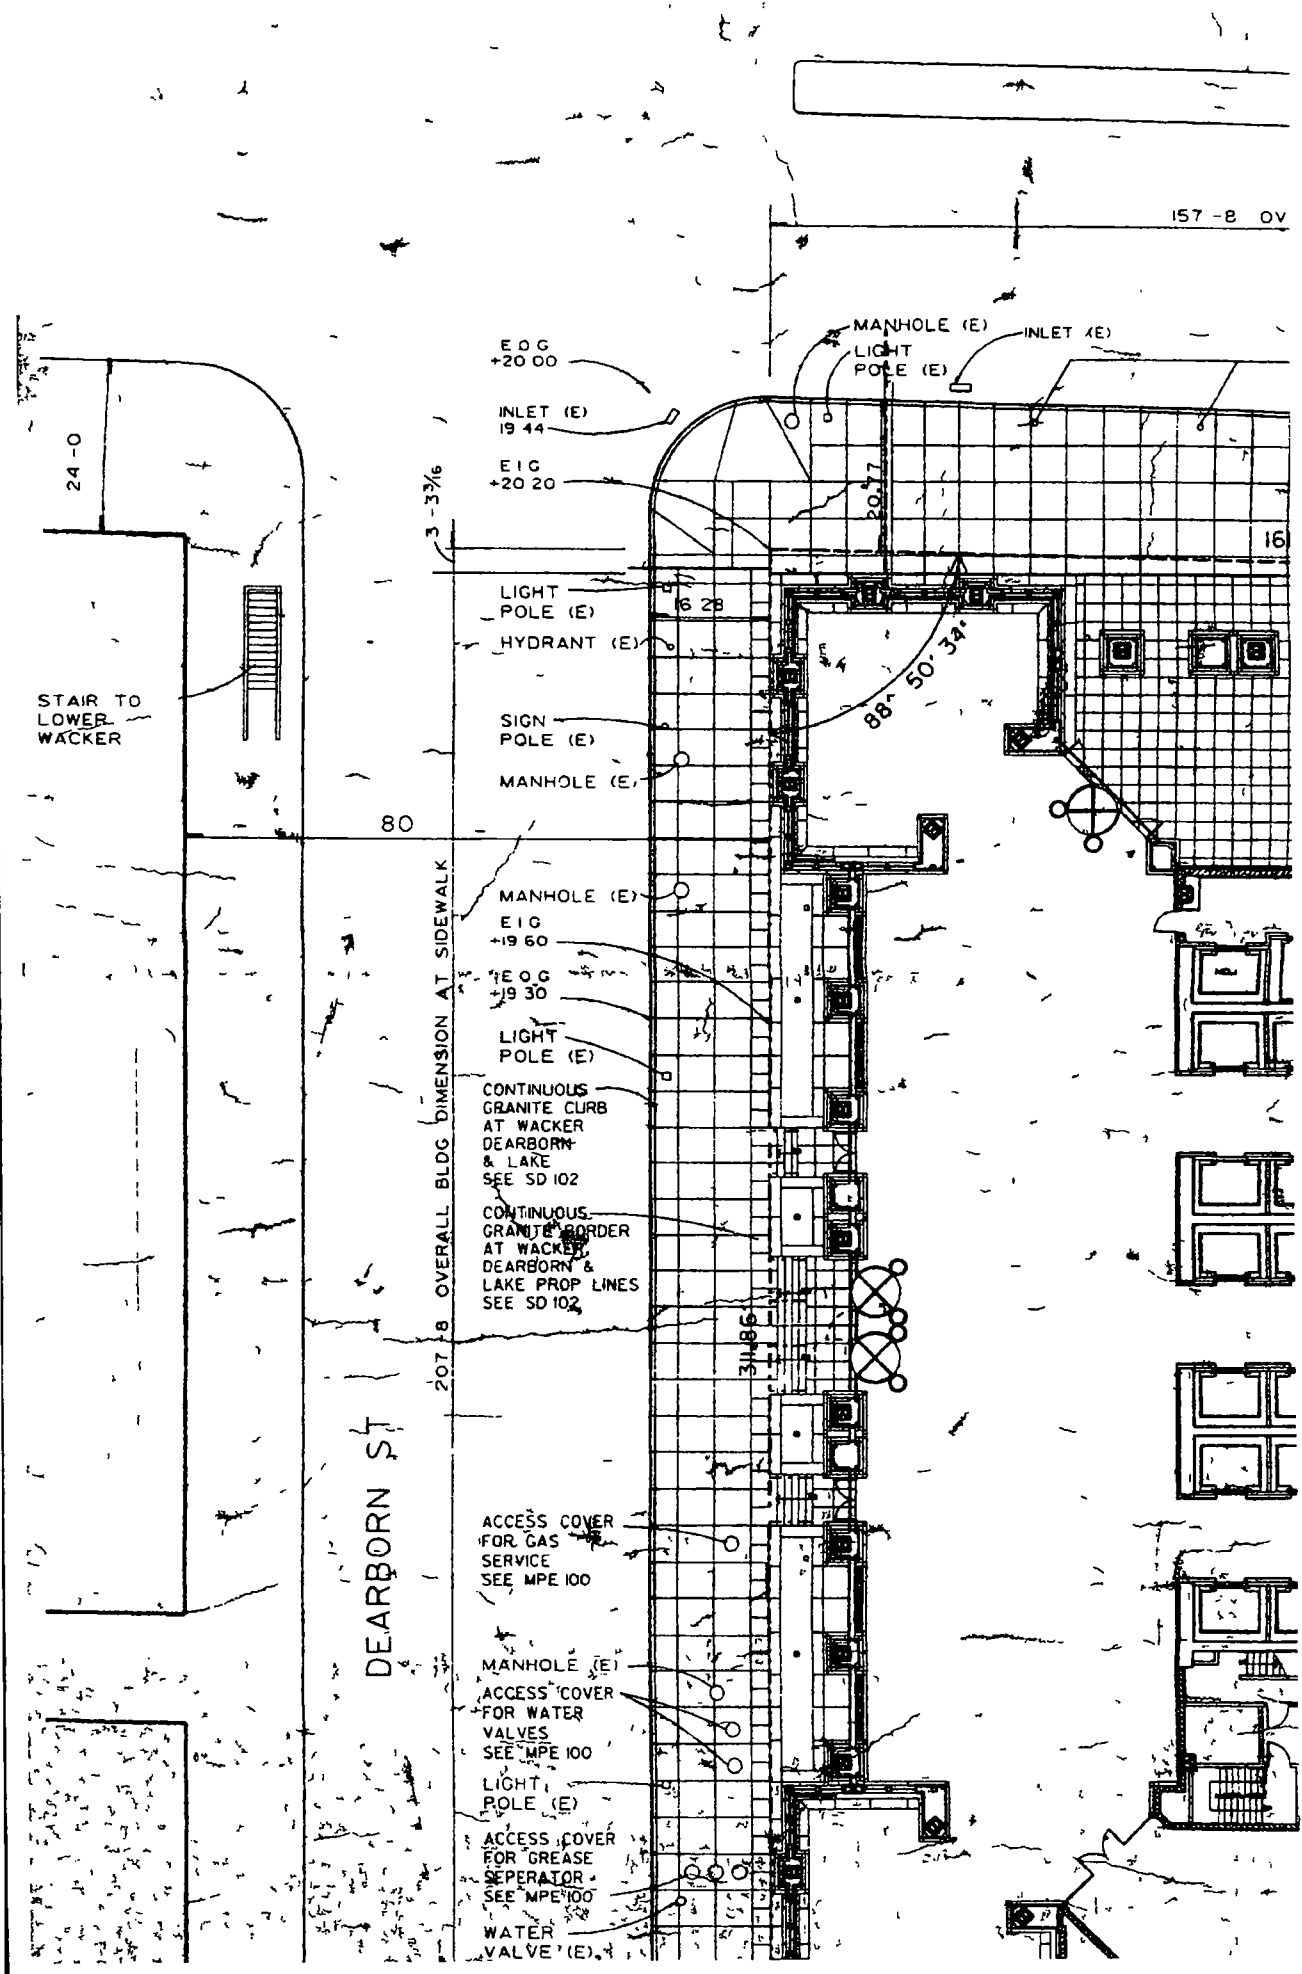 157 -8 OV
MANHOLE (E)
INLET (E)
LIGHT
POLE (E)
E.O.G
+20 00
INLET (E)
19 44
E I G
+20 20
24 -0
3 -3 3/16
20.77
16
LIGHT
POLE (E)
16 28
HYDRANT (E)
88° 50' 34"
STAIR TO
LOWER
WACKER
SIGN
POLE (E)
MANHOLE (E)
80
MANHOLE (E)
E I G
+19 60
E O G
+19 30
LIGHT
POLE (E)
207 -8 OVERALL BLDG DIMENSION AT SIDEWALK
CONTINUOUS
GRANITE CURB
AT WACKER
DEARBORN
& LAKE
SEE SD 102
CONTINUOUS
GRANITE BORDER
AT WACKER,
DEARBORN &
LAKE PROP LINES
SEE SD 102
311.86
DEARBORN ST
ACCESS COVER
FOR GAS
SERVICE
SEE MPE 100
MANHOLE (E)
ACCESS COVER
FOR WATER
VALVES
SEE MPE 100
LIGHT
POLE (E)
ACCESS COVER
FOR GREASE
SEPERATOR
SEE MPE 100
WATER
VALVE (E)